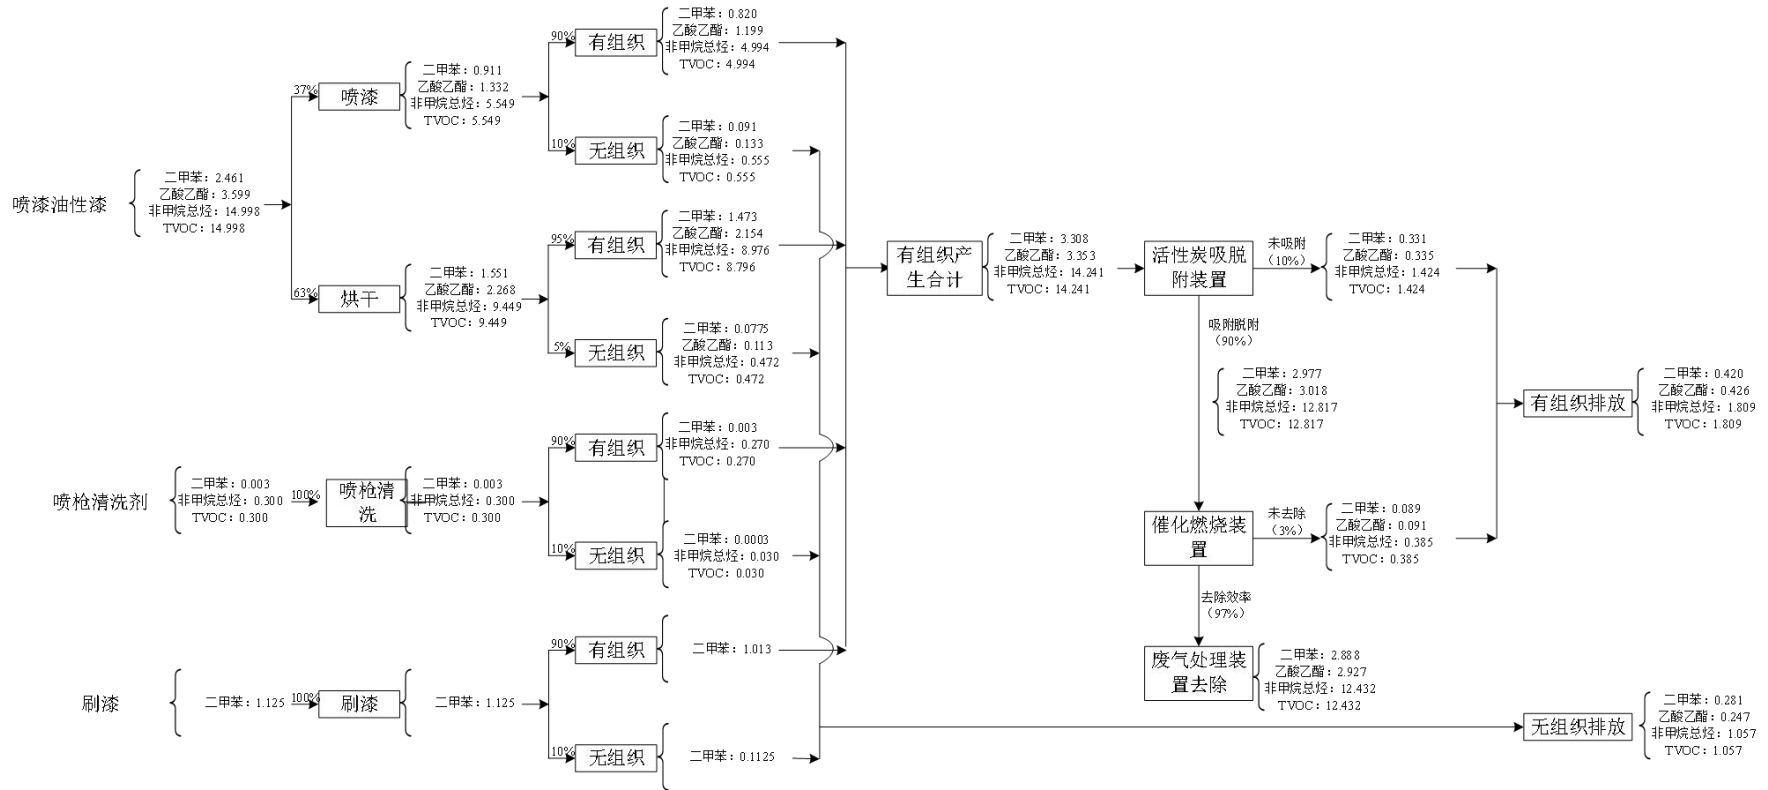 喷漆油性漆
二甲苯：2.461
乙酸乙酯：3.599
非甲烷总烃：14.998
TVOC：14.998
37%
喷漆
二甲苯：0.911
乙酸乙酯：1.332
非甲烷总烃：5.549
TVOC：5.549
90%
有组织
二甲苯：0.820
乙酸乙酯：1.199
非甲烷总烃：4.994
TVOC：4.994
10%
无组织
二甲苯：0.091
乙酸乙酯：0.133
非甲烷总烃：0.555
TVOC：0.555
63%
烘干
二甲苯：1.551
乙酸乙酯：2.268
非甲烷总烃：9.449
TVOC：9.449
95%
有组织
二甲苯：1.473
乙酸乙酯：2.154
非甲烷总烃：8.976
TVOC：8.796
5%
无组织
二甲苯：0.0775
乙酸乙酯：0.113
非甲烷总烃：0.472
TVOC：0.472
喷枪清洗剂
二甲苯：0.003
非甲烷总烃：0.300
TVOC：0.300
100%
喷枪清
洗
二甲苯：0.003
非甲烷总烃：0.300
TVOC：0.300
90%
有组织
二甲苯：0.003
非甲烷总烃：0.270
TVOC：0.270
10%
无组织
二甲苯：0.0003
非甲烷总烃：0.030
TVOC：0.030
刷漆
二甲苯：1.125
100%
刷漆
二甲苯：1.125
90%
有组织
二甲苯：1.013
10%
无组织
二甲苯：0.1125
有组织产
生合计
二甲苯：3.308
乙酸乙酯：3.353
非甲烷总烃：14.241
TVOC：14.241
活性炭吸脱
附装置
未吸附
（10%）
二甲苯：0.331
乙酸乙酯：0.335
非甲烷总烃：1.424
TVOC：1.424
吸附脱附
（90%）
二甲苯：2.977
乙酸乙酯：3.018
非甲烷总烃：12.817
TVOC：12.817
催化燃烧装
置
未去除
（3%）
二甲苯：0.089
乙酸乙酯：0.091
非甲烷总烃：0.385
TVOC：0.385
去除效率
（97%）
废气处理装
置去除
二甲苯：2.888
乙酸乙酯：2.927
非甲烷总烃：12.432
TVOC：12.432
有组织排放
二甲苯：0.420
乙酸乙酯：0.426
非甲烷总烃：1.809
TVOC：1.809
无组织排放
二甲苯：0.281
乙酸乙酯：0.247
非甲烷总烃：1.057
TVOC：1.057